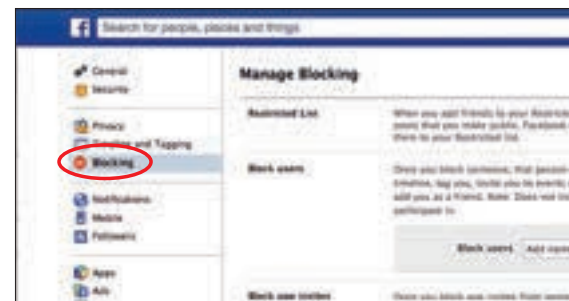 f Search for people, places and things
General
Security
Manage Blocking
Restricted List
When you add friends to your Restricted
posts that you make public. Facebook
them to your Restricted list.
Privacy
Timeline and Tagging
Blocking
Block users
Once you block someone, that person
timeline, tag you, invite you to events
add you as a friend. Note: Does not
participate in.
Notifications
Mobile
Followers
Block users Add name
Apps
Ads
Block app invites
Once you block app invites from someone